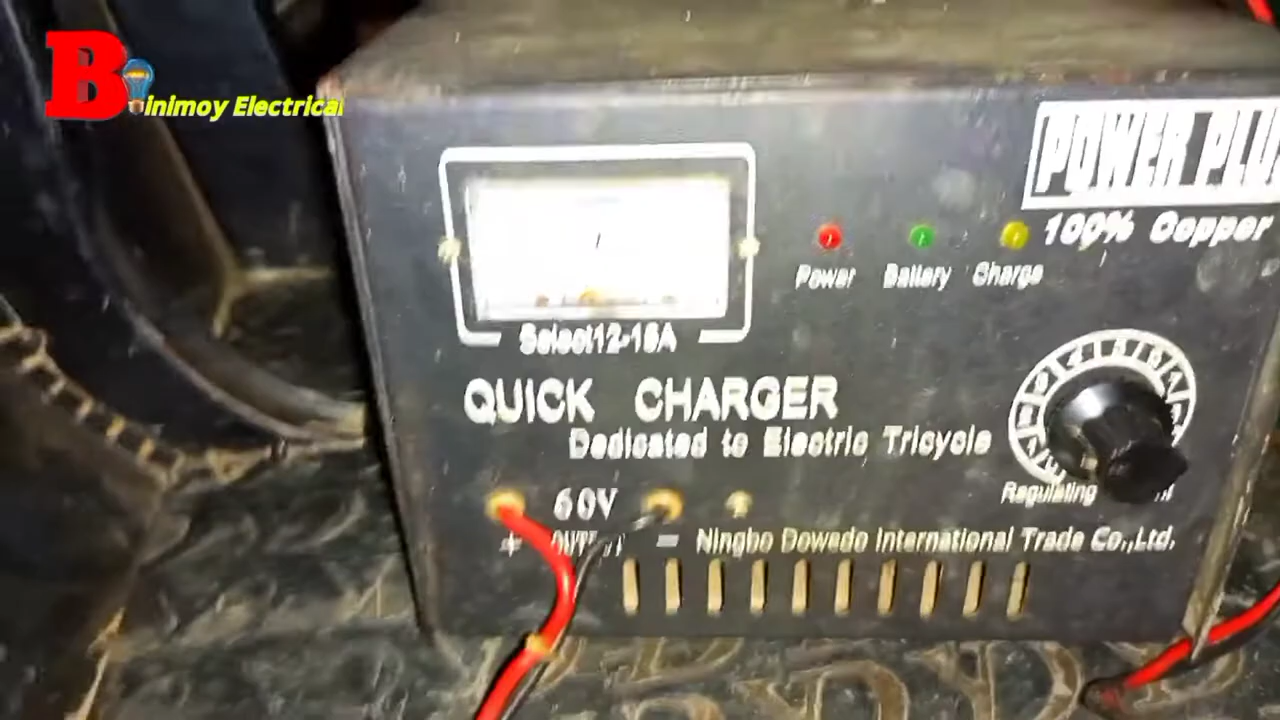 Binimoy Electrical
POWER PLU
100% Copper
Power Battery Charge
Select12-15A
QUICK CHARGER
Dedicated to Electric Tricycle
Regulating
60V
+ OUTPUT -
Ningbo Dowedo International Trade Co.,Ltd.